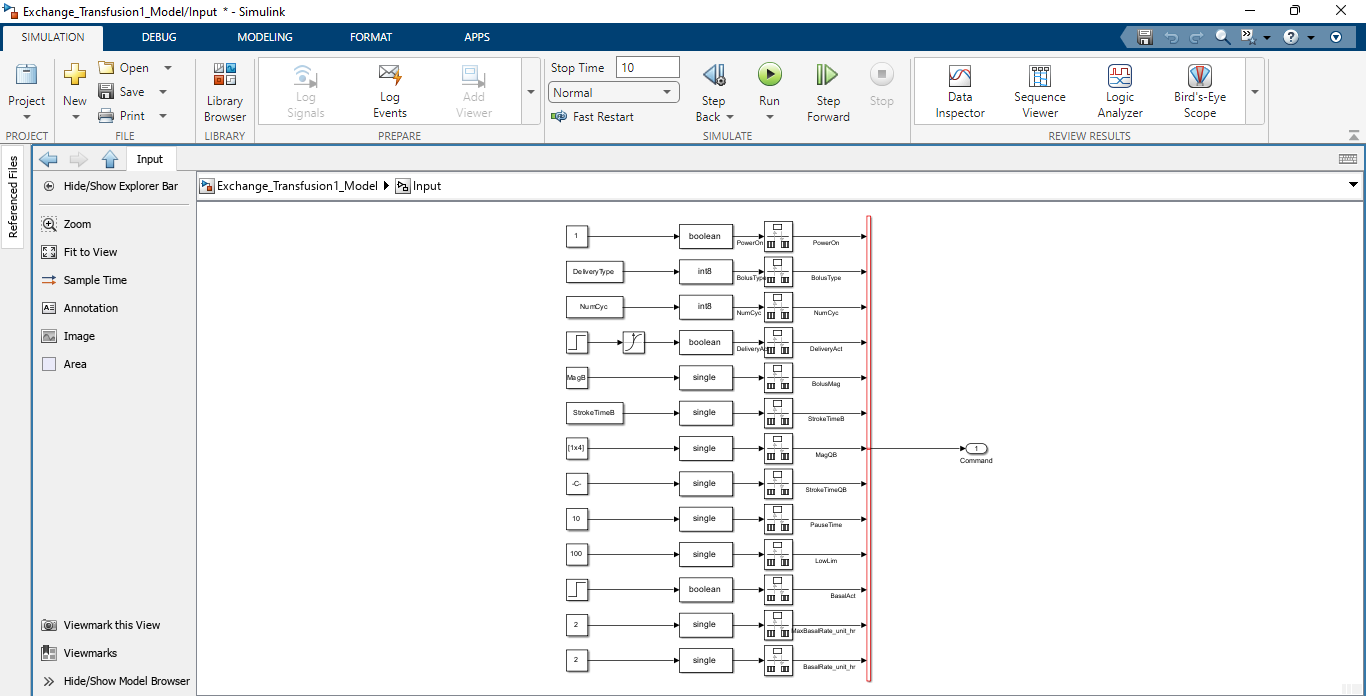 Exchange_Transfusion1_Model/Input * - Simulink
SIMULATION DEBUG MODELING FORMAT APPS
Project
New
Open
Save
Print
Library Browser
Log Signals
Log Events
Add Viewer
Stop Time 10
Normal
Fast Restart
Step Back
Run
Step Forward
Stop
Data Inspector
Sequence Viewer
Logic Analyzer
Bird's-Eye Scope
PROJECT FILE LIBRARY PREPARE SIMULATE REVIEW RESULTS
Referenced Files
Input
Hide/Show Explorer Bar
Exchange_Transfusion1_Model Input
Zoom
Fit to View
Sample Time
Annotation
Image
Area
Viewmark this View
Viewmarks
Hide/Show Model Browser
1 boolean PowerOn PowerOn
DeliveryType int8 BolusType BolusType
NumCyc int8 NumCyc NumCyc
boolean DeliveryAct DeliveryAct
MagB single BolusMag
StrokeTimeB single StrokeTimeB
[1x4] single MagQB
1
Command
-C- single StrokeTimeQB
10 single PauseTime
100 single LowLim
boolean BasalAct
2 single MaxBasalRate_unit_hr
2 single BasalRate_unit_hr